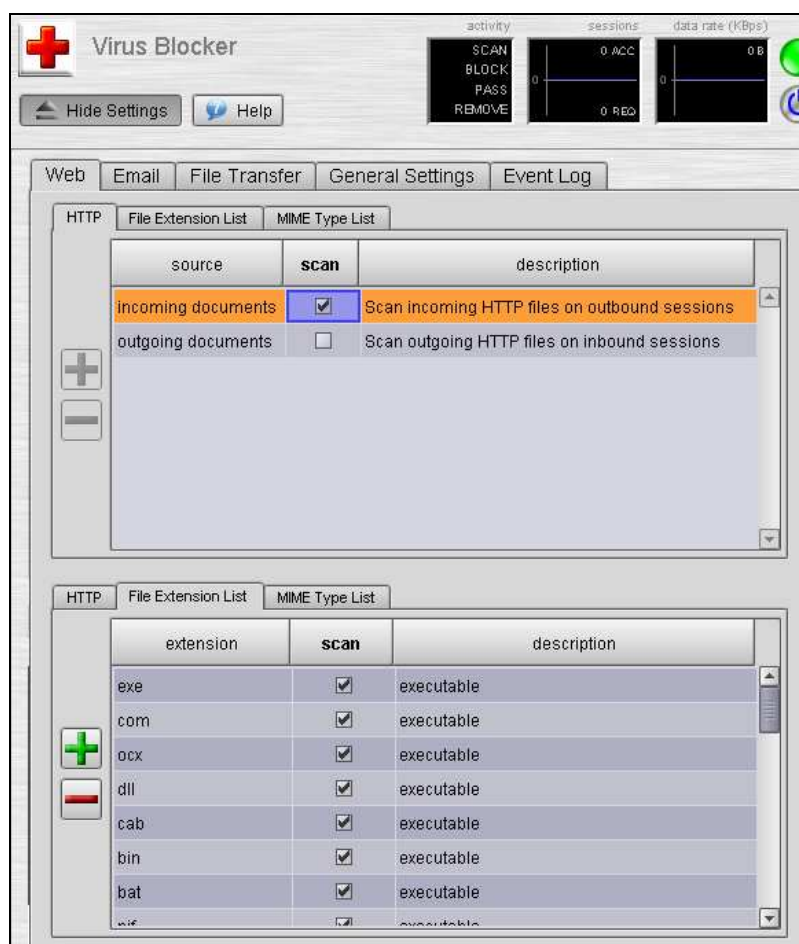 Virus Blocker
activity
sessions
data rate (KBps)
SCAN
BLOCK
PASS
REMOVE
0
0 ACC
0 REQ
0
0 B
Hide Settings
Help
Web
Email
File Transfer
General Settings
Event Log
HTTP
File Extension List
MIME Type List
source
scan
description
incoming documents
Scan incoming HTTP files on outbound sessions
outgoing documents
Scan outgoing HTTP files on inbound sessions
HTTP
File Extension List
MIME Type List
extension
scan
description
exe
executable
com
executable
ocx
executable
dll
executable
cab
executable
bin
executable
bat
executable
pif
executable